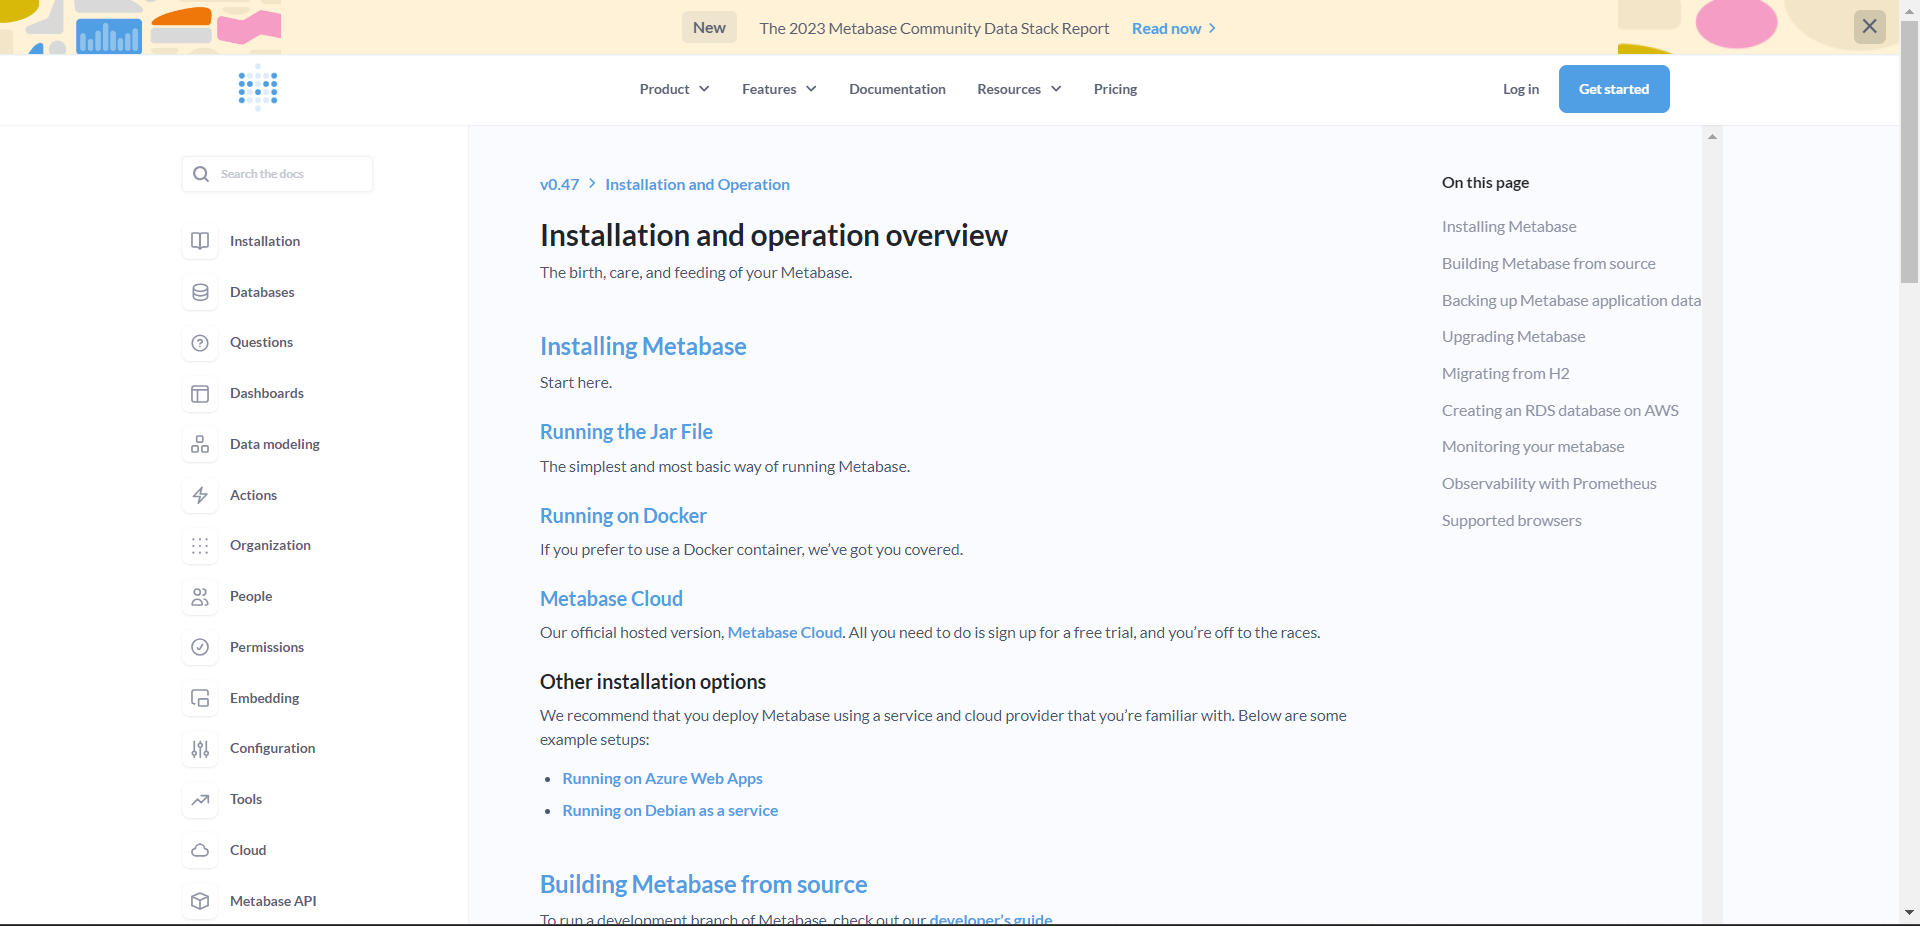 New The 2023 Metabase Community Data Stack Report Read now
Product Features Documentation Resources Pricing Log in Get started
Search the docs
Installation
Databases
Questions
Dashboards
Data modeling
Actions
Organization
People
Permissions
Embedding
Configuration
Tools
Cloud
Metabase API
v0.47 > Installation and Operation
Installation and operation overview
The birth, care, and feeding of your Metabase.
Installing Metabase
Start here.
Running the Jar File
The simplest and most basic way of running Metabase.
Running on Docker
If you prefer to use a Docker container, we’ve got you covered.
Metabase Cloud
Our official hosted version, Metabase Cloud. All you need to do is sign up for a free trial, and you’re off to the races.
Other installation options
We recommend that you deploy Metabase using a service and cloud provider that you’re familiar with. Below are some
example setups:
• Running on Azure Web Apps
• Running on Debian as a service
Building Metabase from source
To run a development branch of Metabase, check out our developer’s guide
On this page
Installing Metabase
Building Metabase from source
Backing up Metabase application data
Upgrading Metabase
Migrating from H2
Creating an RDS database on AWS
Monitoring your metabase
Observability with Prometheus
Supported browsers